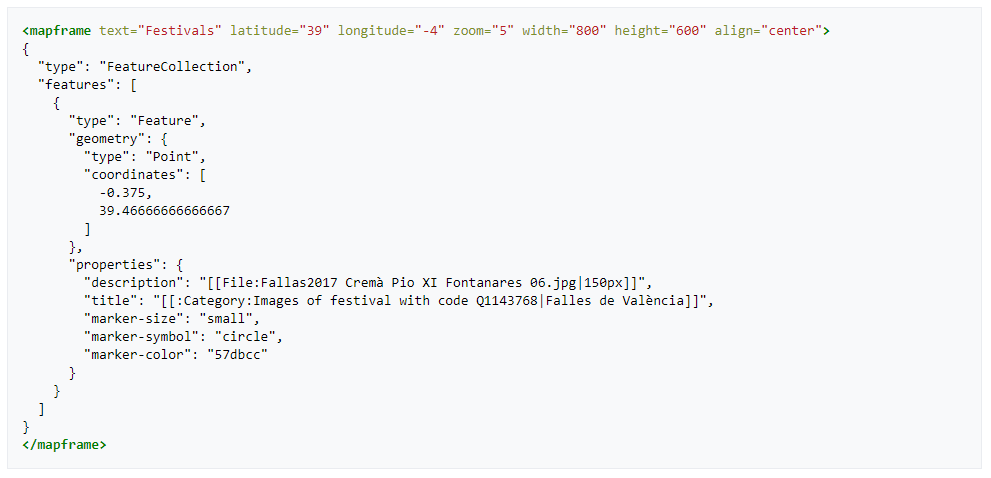 <mapframe text="Festivals" latitude="39" longitude="-4" zoom="5" width="800" height="600" align="center">
{
  "type": "FeatureCollection",
  "features": [
    {
      "type": "Feature",
      "geometry": {
        "type": "Point",
        "coordinates": [
          -0.375,
          39.46666666666667
        ]
      },
      "properties": {
        "description": "[[File:Fallas2017 Cremà Pio XI Fontanares 06.jpg|150px]]",
        "title": "[[:Category:Images of festival with code Q1143768|Falles de València]]",
        "marker-size": "small",
        "marker-symbol": "circle",
        "marker-color": "57dbcc"
      }
    }
  ]
}
</mapframe>